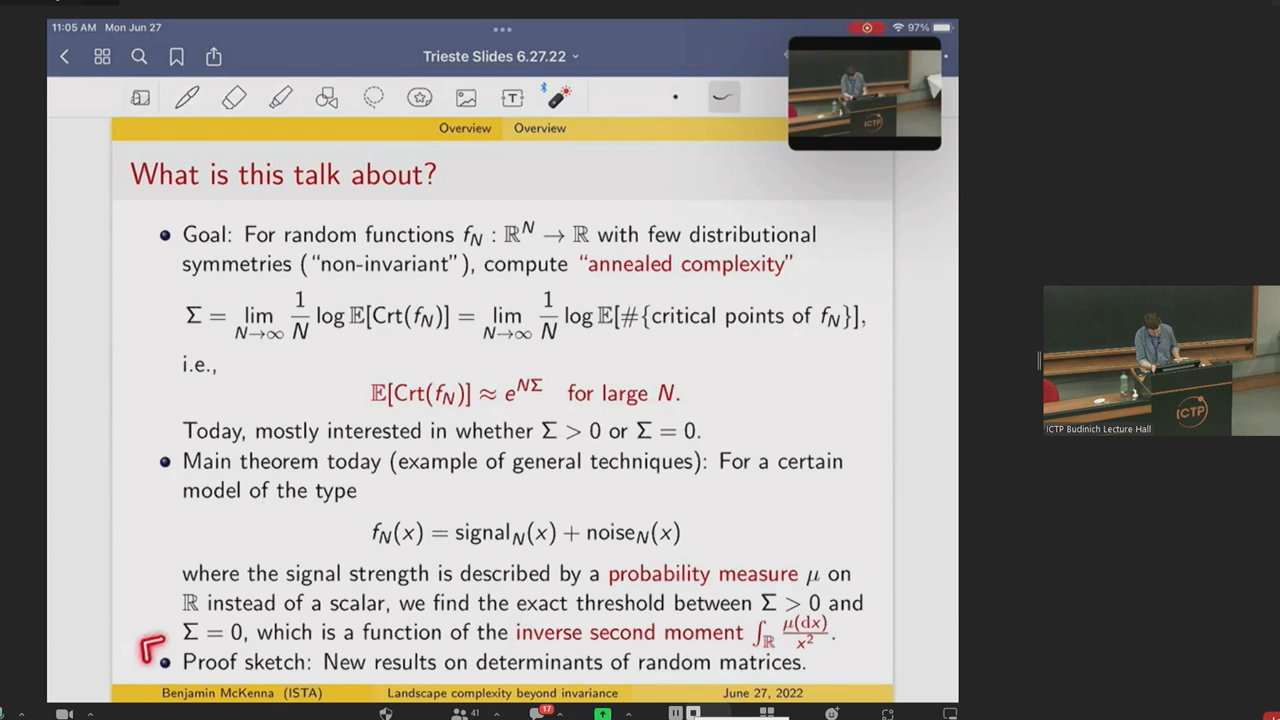 11:05 AM Mon Jun 27
97%
Trieste Slides 6.27.22
Overview Overview
What is this talk about?
Goal: For random functions f_N : ℝ^N → ℝ with few distributional
symmetries ("non-invariant"), compute "annealed complexity"
Σ = lim_{N→∞} 1/N log 𝔼[Crt(f_N)] = lim_{N→∞} 1/N log 𝔼[#{critical points of f_N}],
i.e.,
𝔼[Crt(f_N)] ≈ e^{NΣ} for large N.
Today, mostly interested in whether Σ > 0 or Σ = 0.
Main theorem today (example of general techniques): For a certain
model of the type
f_N(x) = signal_N(x) + noise_N(x)
where the signal strength is described by a probability measure μ on
ℝ instead of a scalar, we find the exact threshold between Σ > 0 and
Σ = 0, which is a function of the inverse second moment ∫_ℝ μ(dx)/x².
Proof sketch: New results on determinants of random matrices.
Benjamin McKenna (ISTA) Landscape complexity beyond invariance June 27, 2022
ICTP
ICTP
ICTP Budinich Lecture Hall
41
17